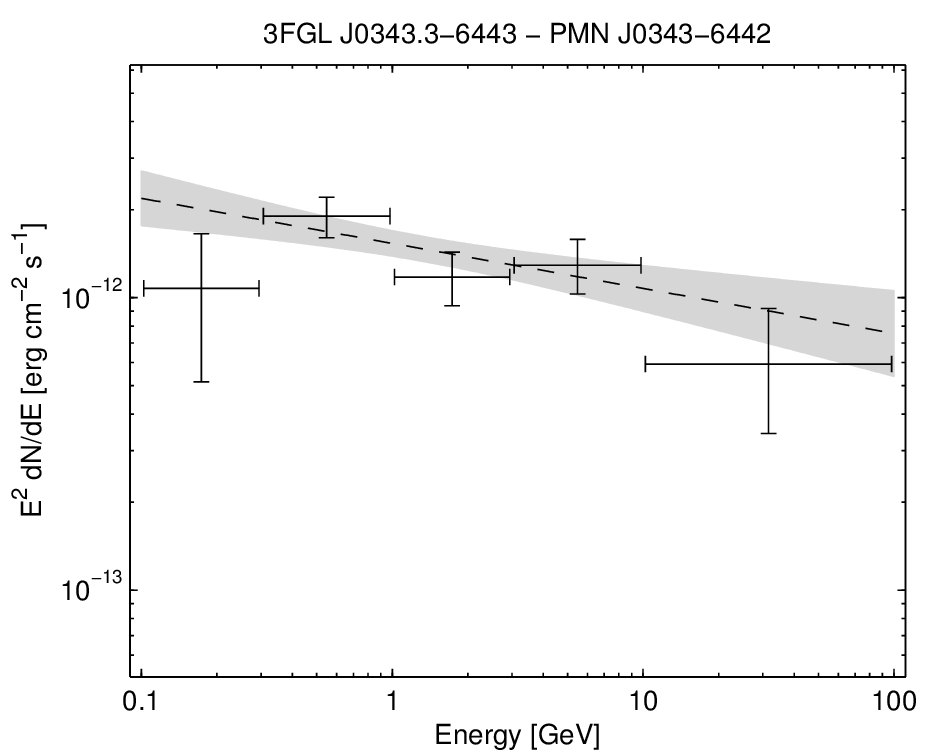 3FGL J0343.3−6443 − PMN J0343−6442
E² dN/dE [erg cm⁻² s⁻¹]
10⁻¹²
10⁻¹³
0.1 1 10 100
Energy [GeV]